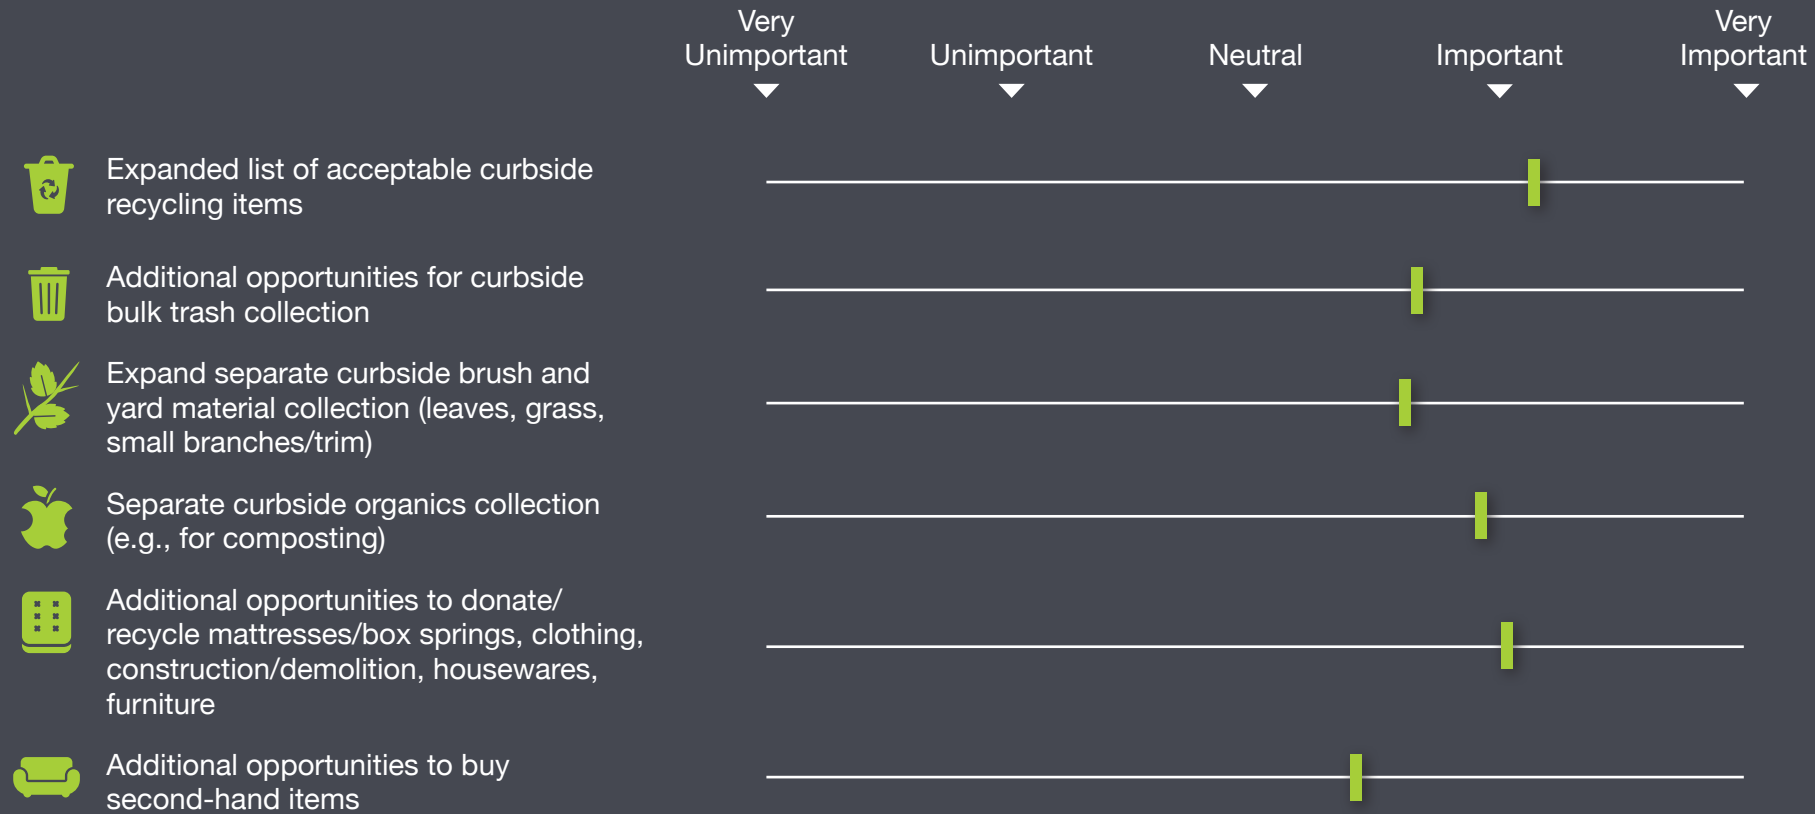 Very
Unimportant
Unimportant
Neutral
Important
Very
Important
Expanded list of acceptable curbside
recycling items
Additional opportunities for curbside
bulk trash collection
Expand separate curbside brush and
yard material collection (leaves, grass,
small branches/trim)
Separate curbside organics collection
(e.g., for composting)
Additional opportunities to donate/
recycle mattresses/box springs, clothing,
construction/demolition, housewares,
furniture
Additional opportunities to buy
second-hand items